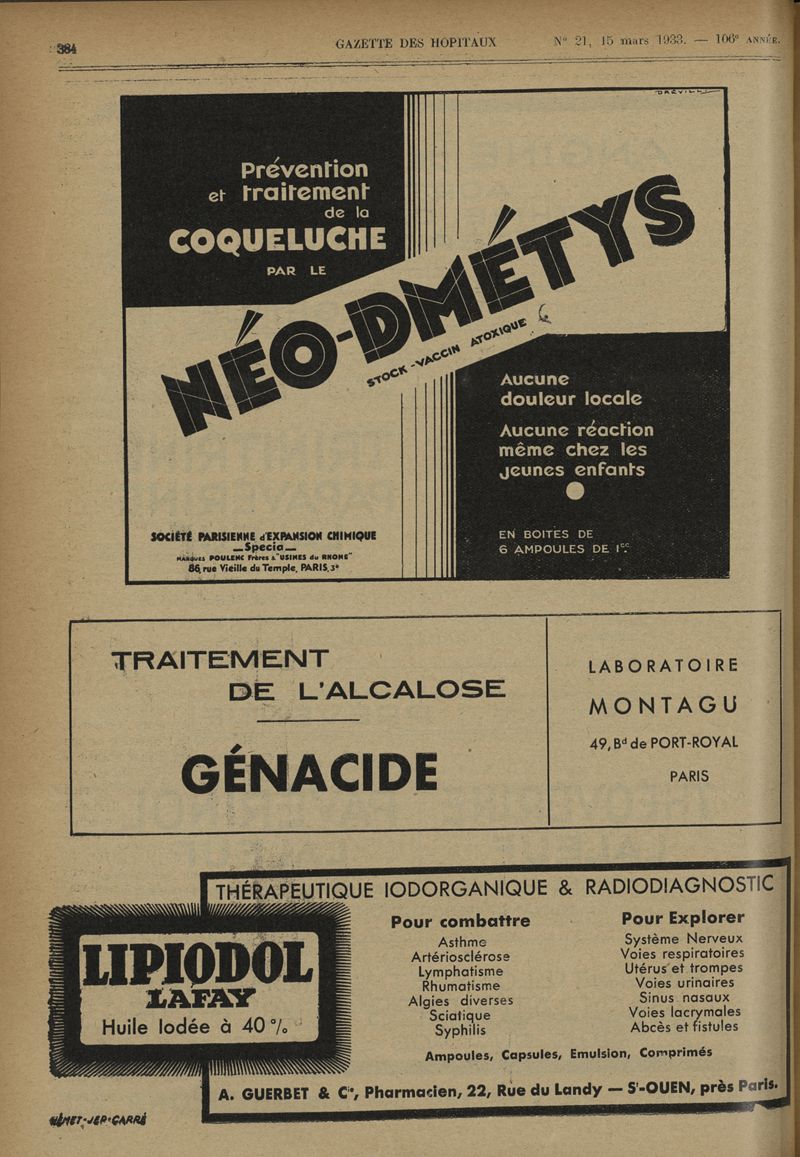 384
GAZETTE DES HOPITAUX
N° 21, 15 mars 1933. — 106e ANNÉE.
DRÉVILL
Prévention
et traitement
de la
COQUELUCHE
PAR LE
NÉO-DMÉTYS
STOCK-VACCIN ATOXIQUE
Aucune
douleur locale
Aucune réaction
même chez les
jeunes enfants
EN BOITES DE
6 AMPOULES DE 1cc.
SOCIÉTÉ PARISIENNE d'EXPANSION CHIMIQUE
—Specia—
MARQUES POULENC Frères & "USINES du RHONE"
86, rue Vieille du Temple, PARIS, 3e
TRAITEMENT
DE L'ALCALOSE
GÉNACIDE
LABORATOIRE
MONTAGU
49, Bd de PORT-ROYAL
PARIS
THÉRAPEUTIQUE IODORGANIQUE & RADIODIAGNOSTIC
LIPIODOL
LAFAY
Huile Iodée à 40 %
Pour combattre
Asthme
Artériosclérose
Lymphatisme
Rhumatisme
Algies diverses
Sciatique
Syphilis
Pour Explorer
Système Nerveux
Voies respiratoires
Utérus et trompes
Voies urinaires
Sinus nasaux
Voies lacrymales
Abcès et fistules
Ampoules, Capsules, Emulsion, Comprimés
A. GUERBET & Cie, Pharmacien, 22, Rue du Landy — St-OUEN, près Paris.
NÉMET-JEP-CARRÉ